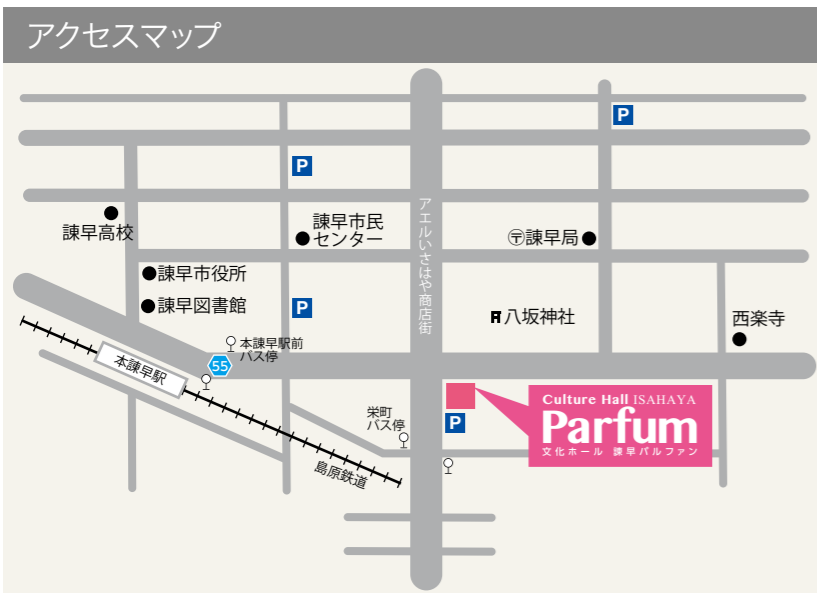 アクセスマップ
P
P
諫早高校
諫早市民
センター
アエルいさはや商店街
〶諫早局
諫早市役所
諫早図書館
P
八坂神社
西楽寺
本諫早駅前
バス停
55
本諫早駅
島原鉄道
栄町
バス停
P
Culture Hall ISAHAYA
Parfum
文化ホール 諫早パルファン